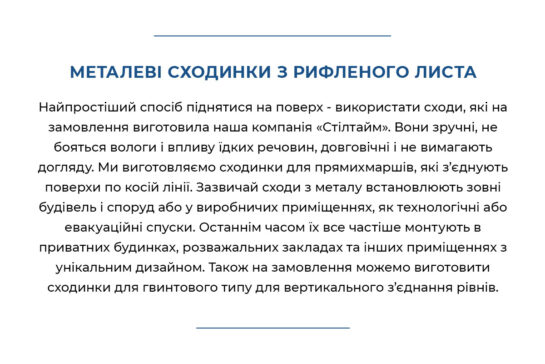 МЕТАЛЕВІ СХОДИНКИ З РИФЛЕНОГО ЛИСТА
Найпростіший спосіб піднятися на поверх - використати сходи, які на
замовлення виготовила наша компанія «Стілтайм». Вони зручні, не
бояться вологи і впливу їдких речовин, довговічні і не вимагають
догляду. Ми виготовляємо сходинки для прямихмаршів, які з’єднують
поверхи по косій лінії. Зазвичай сходи з металу встановлюють зовні
будівель і споруд або у виробничих приміщеннях, як технологічні або
евакуаційні спуски. Останнім часом їх все частіше монтують в
приватних будинках, розважальних закладах та інших приміщеннях з
унікальним дизайном. Також на замовлення можемо виготовити
сходинки для гвинтового типу для вертикального з’єднання рівнів.